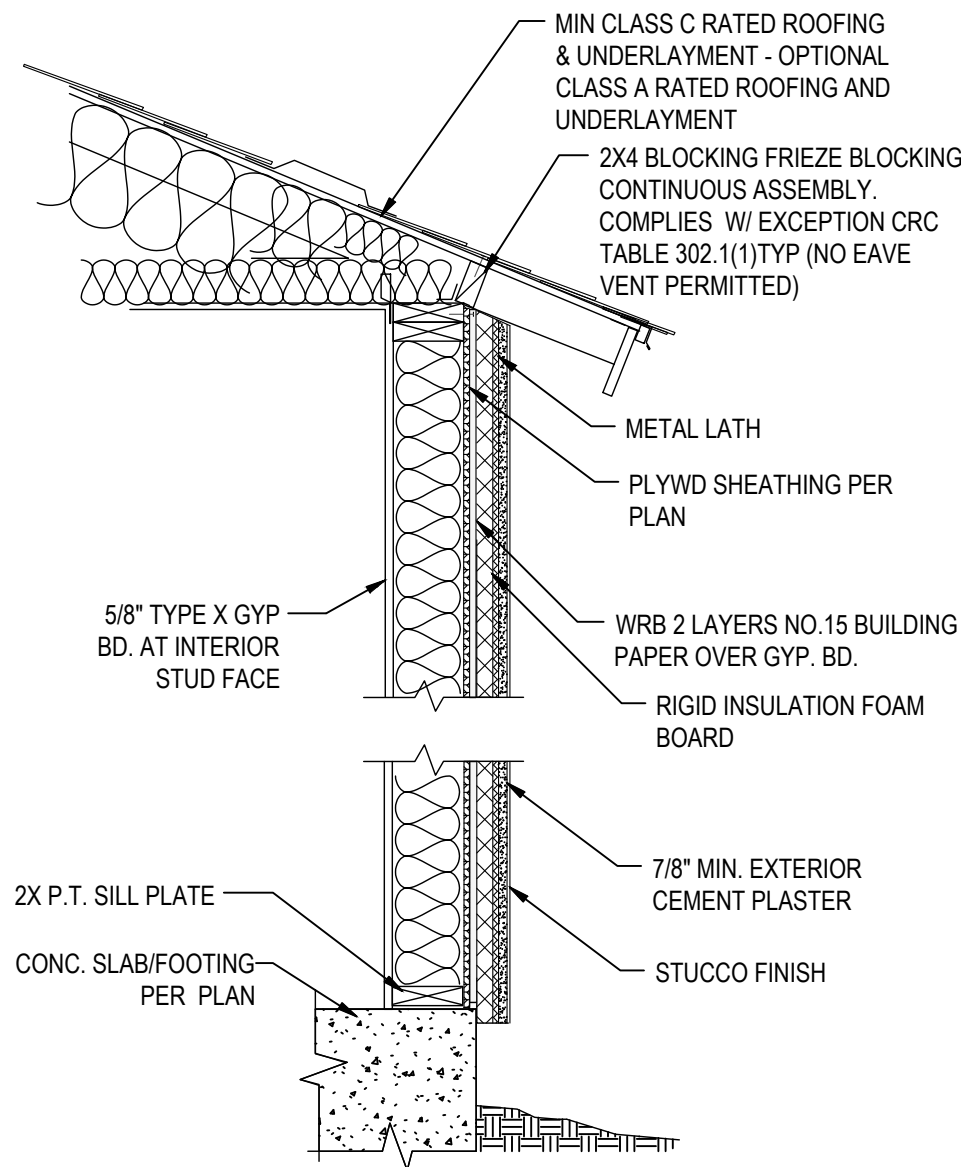 MIN CLASS C RATED ROOFING
& UNDERLAYMENT - OPTIONAL
CLASS A RATED ROOFING AND
UNDERLAYMENT
2X4 BLOCKING FRIEZE BLOCKING
CONTINUOUS ASSEMBLY.
COMPLIES W/ EXCEPTION CRC
TABLE 302.1(1)TYP (NO EAVE
VENT PERMITTED)
METAL LATH
PLYWD SHEATHING PER
PLAN
5/8" TYPE X GYP
BD. AT INTERIOR
STUD FACE
WRB 2 LAYERS NO.15 BUILDING
PAPER OVER GYP. BD.
RIGID INSULATION FOAM
BOARD
7/8" MIN. EXTERIOR
CEMENT PLASTER
2X P.T. SILL PLATE
CONC. SLAB/FOOTING
PER PLAN
STUCCO FINISH